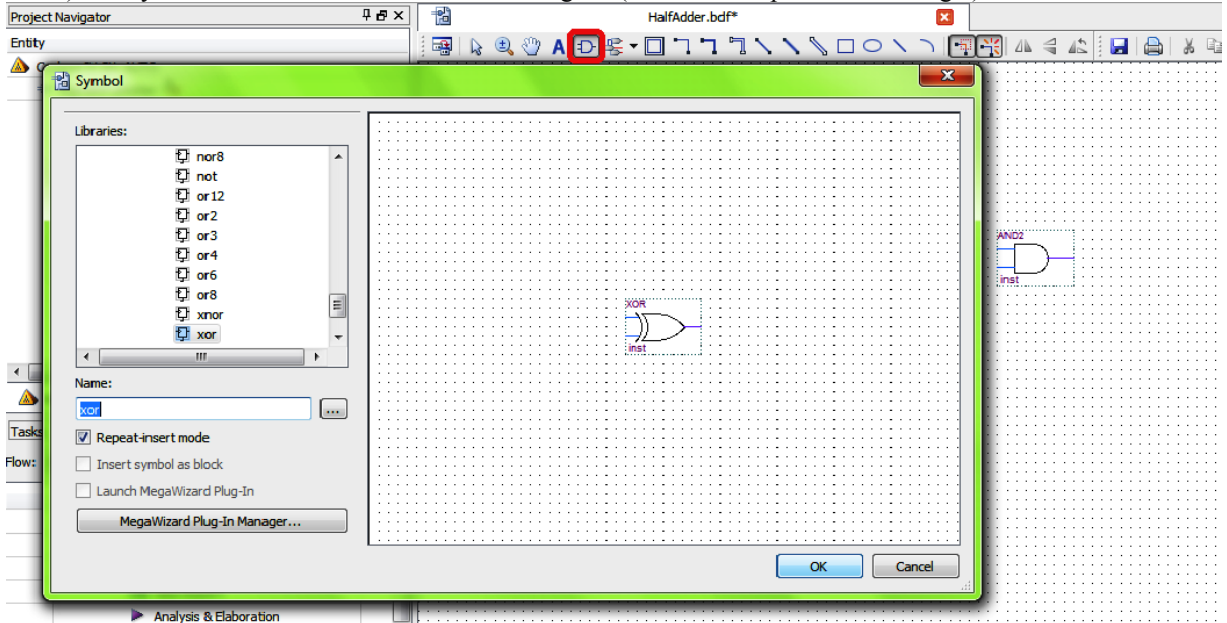 Project Navigator
HalfAdder.bdf*
Entity
A
Symbol
Libraries:
nor8
not
or12
or2
or3
or4
or6
or8
xnor
xor
Name:
xor
...
Repeat-insert mode
Insert symbol as block
Launch MegaWizard Plug-In
MegaWizard Plug-In Manager...
XOR
inst
OK
Cancel
AND2
inst
Tasks
Flow:
Analysis & Elaboration